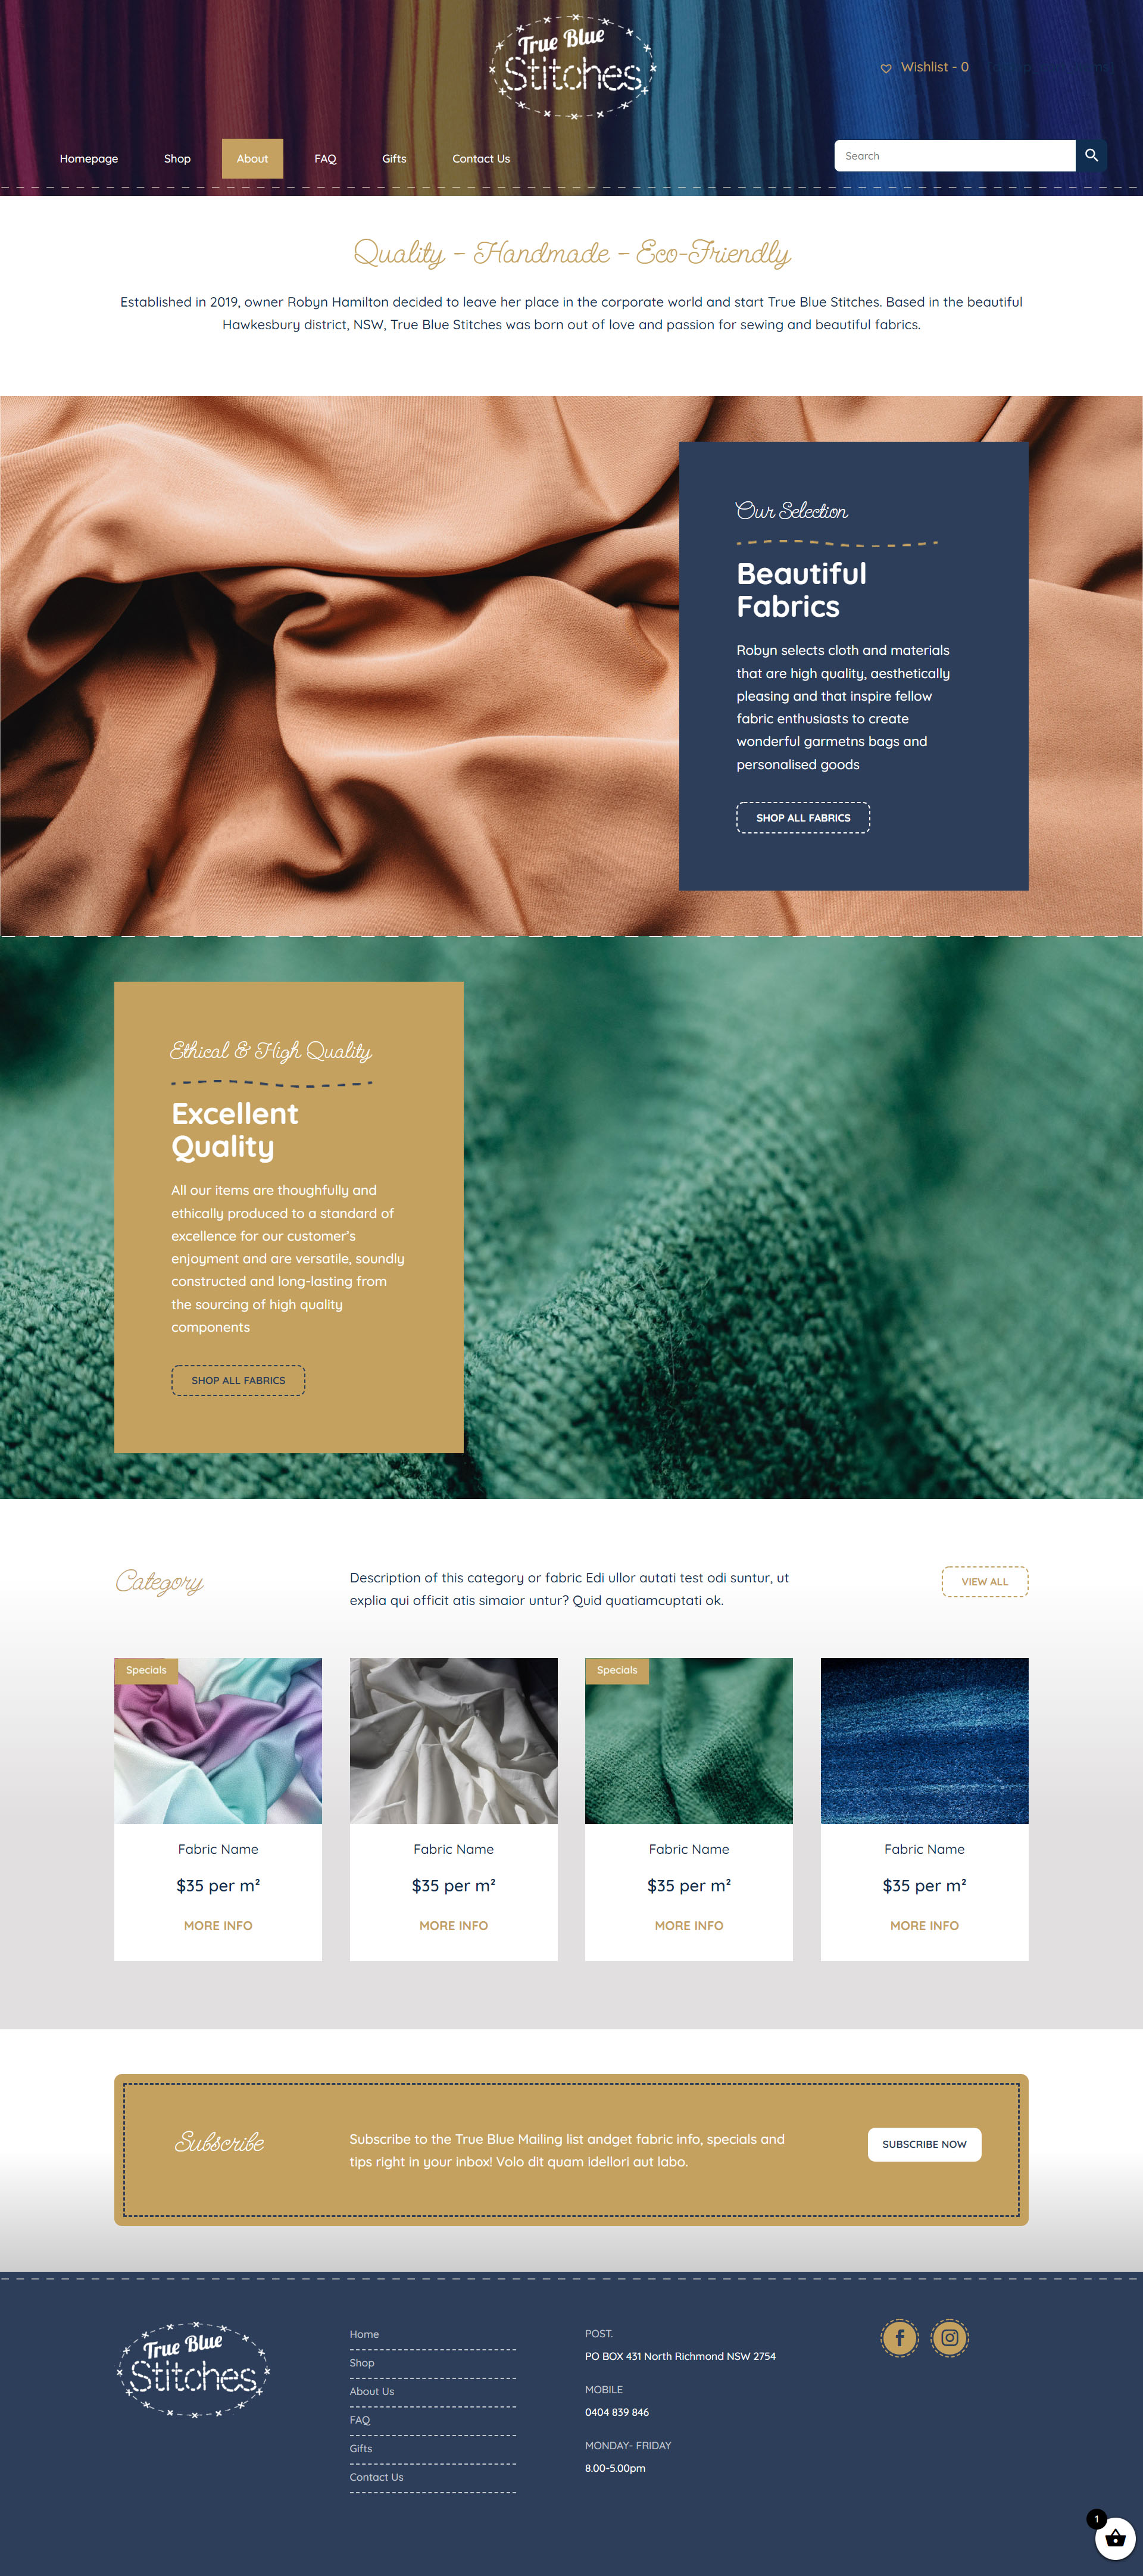 True Blue
Stitches
Wishlist - 0
Homepage
Shop
About
FAQ
Gifts
Contact Us
Search
Quality – Handmade – Eco-Friendly
Established in 2019, owner Robyn Hamilton decided to leave her place in the corporate world and start True Blue Stitches. Based in the beautiful
Hawkesbury district, NSW, True Blue Stitches was born out of love and passion for sewing and beautiful fabrics.
Our Selection
Beautiful
Fabrics
Robyn selects cloth and materials
that are high quality, aesthetically
pleasing and that inspire fellow
fabric enthusiasts to create
wonderful garmetns bags and
personalised goods
SHOP ALL FABRICS
Ethical & High Quality
Excellent
Quality
All our items are thoughfully and
ethically produced to a standard of
excellence for our customer's
enjoyment and are versatile, soundly
constructed and long-lasting from
the sourcing of high quality
components
SHOP ALL FABRICS
Category
Description of this category or fabric Edi ullor autati test odi suntur, ut
explia qui officit atis simaior untur? Quid quatiamcuptati ok.
VIEW ALL
Specials
Specials
Fabric Name
Fabric Name
Fabric Name
Fabric Name
$35 per m²
$35 per m²
$35 per m²
$35 per m²
MORE INFO
MORE INFO
MORE INFO
MORE INFO
Subscribe
Subscribe to the True Blue Mailing list andget fabric info, specials and
tips right in your inbox! Volo dit quam idellori aut labo.
SUBSCRIBE NOW
True Blue
Stitches
Home
Shop
About Us
FAQ
Gifts
Contact Us
POST.
PO BOX 431 North Richmond NSW 2754
MOBILE
0404 839 846
MONDAY- FRIDAY
8.00-5.00pm
1